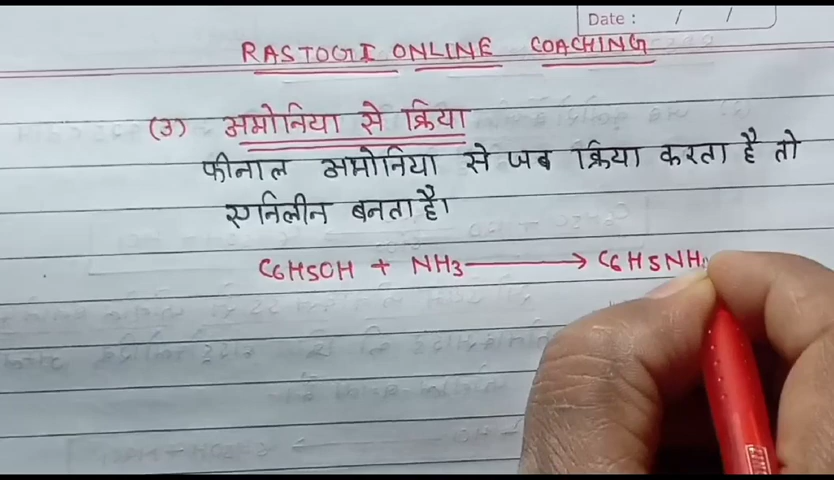 Date : / /
RASTOGI ONLINE COACHING
(3) अमोनिया से क्रिया
फीनाल अमोनिया से जब क्रिया करता है तो
एनिलीन बनता है।
C6H5OH + NH3 ⟶ C6H5NH